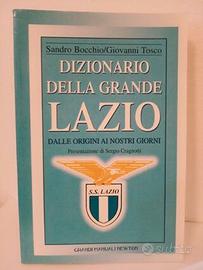 Sandro Bocchio/Giovanni Tosco
DIZIONARIO
DELLA GRANDE
LAZIO
DALLE ORIGINI AI NOSTRI GIORNI
Presentazione di Sergio Cragnotti
S.S. LAZIO
GRANDI MANUALI NEWTON
subito